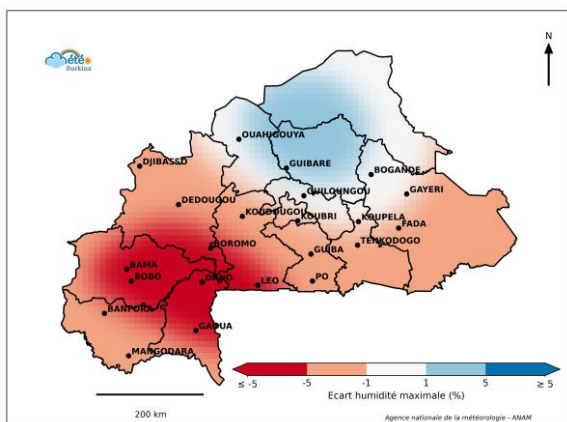 N
été
Burkina
OUAHIGOUYA
DJIBASSO
GUIBARE
BOGANDE
GUILOUNGOU
GAYERI
DEDOUGOU
KOUDOUGOU
KOUBRI
KOUPELA
FADA
BOROMO
GUIBA
TENKODOGO
BAMA
BOBO
DANO
LEO
PO
BANFORA
GAOUA
MANGODARA
≤ -5 -5 -1 1 5 ≥ 5
Ecart humidité maximale (%)
200 km
Agence nationale de la météorologie - ANAM